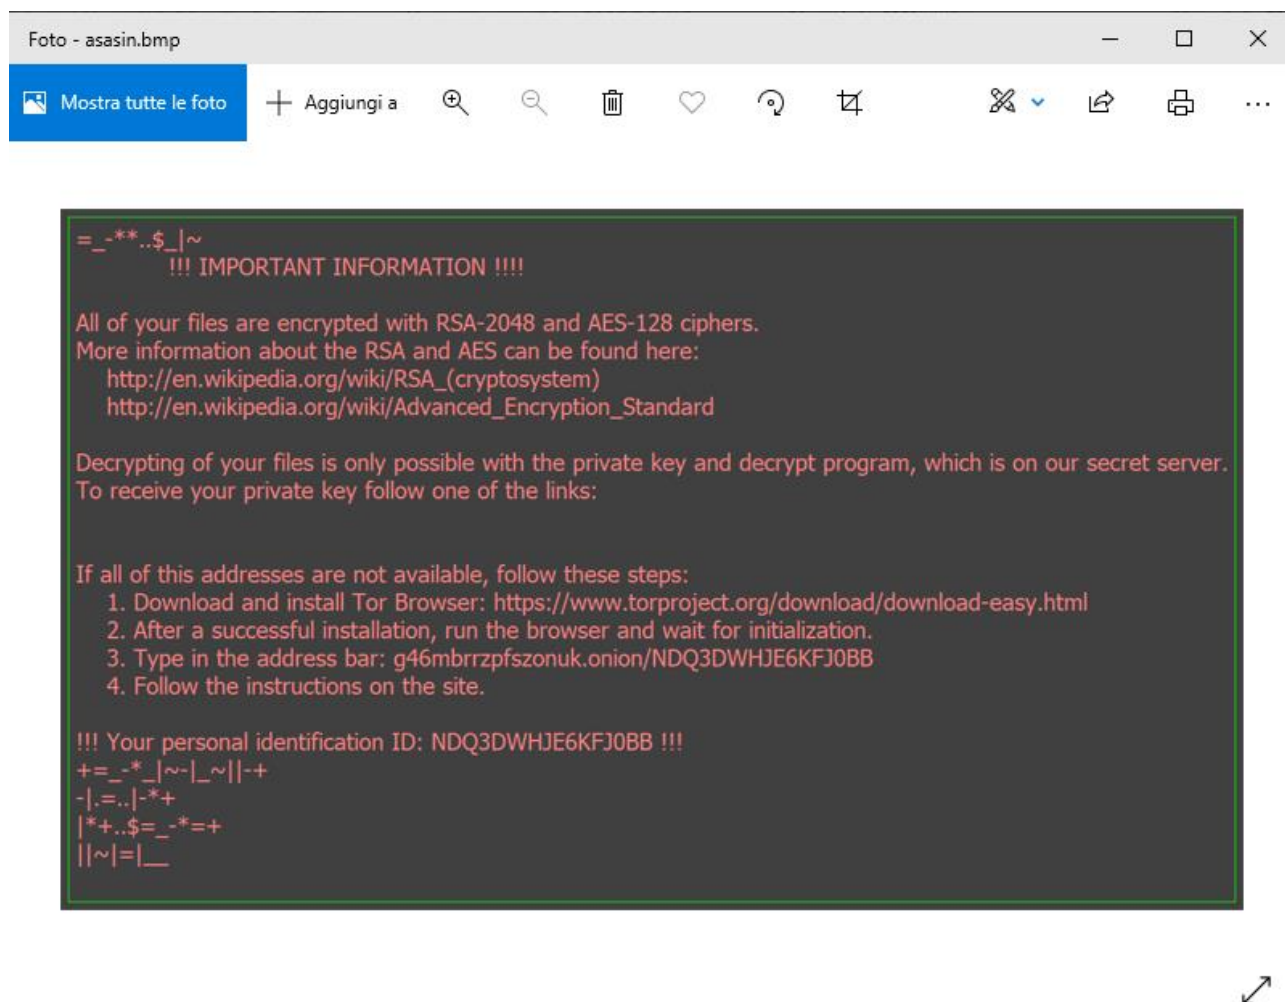 Foto - asasin.bmp
Mostra tutte le foto
Aggiungi a
=_-**..$_|~
!!! IMPORTANT INFORMATION !!!!
All of your files are encrypted with RSA-2048 and AES-128 ciphers.
More information about the RSA and AES can be found here:
http://en.wikipedia.org/wiki/RSA_(cryptosystem)
http://en.wikipedia.org/wiki/Advanced_Encryption_Standard
Decrypting of your files is only possible with the private key and decrypt program, which is on our secret server.
To receive your private key follow one of the links:
If all of this addresses are not available, follow these steps:
1. Download and install Tor Browser: https://www.torproject.org/download/download-easy.html
2. After a successful installation, run the browser and wait for initialization.
3. Type in the address bar: g46mbrrzpfszonuk.onion/NDQ3DWHJE6KFJ0BB
4. Follow the instructions on the site.
!!! Your personal identification ID: NDQ3DWHJE6KFJ0BB !!!
+=_-*_|~-|_~||-+
-|.=..|-*+
|*+..$=_-*=+
||~|=|__